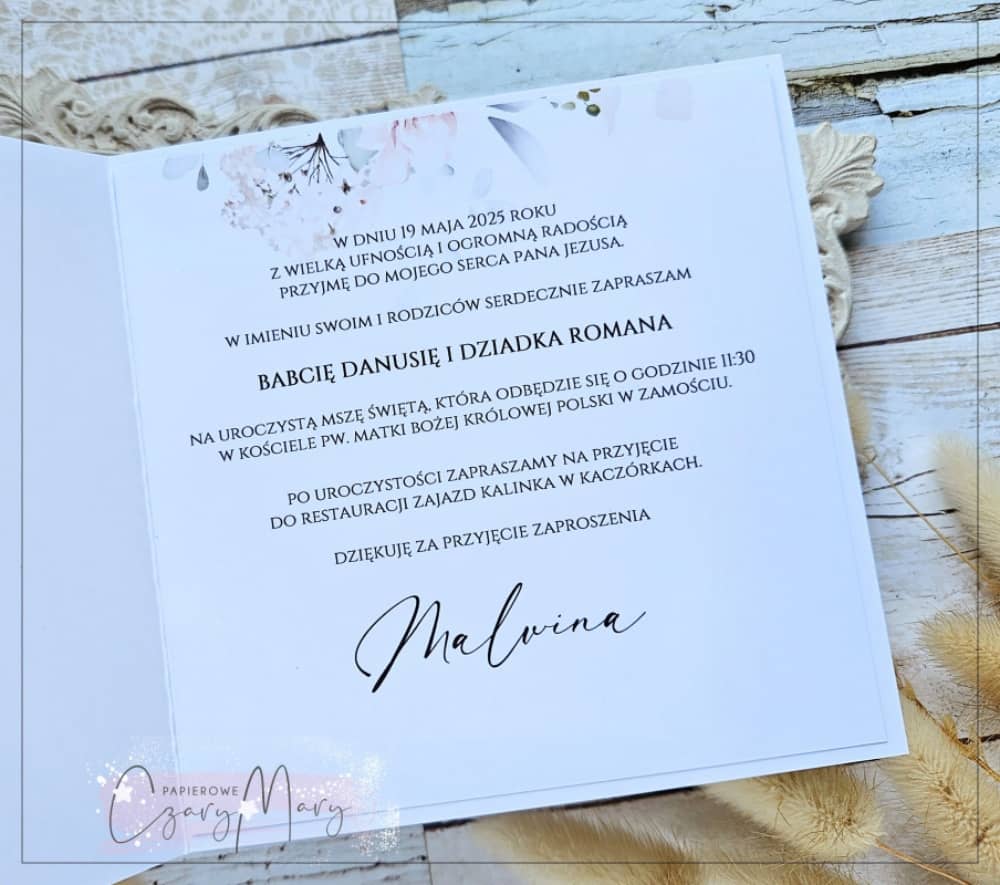 W DNIU 19 MAJA 2025 ROKU
Z WIELKĄ UFNOŚCIĄ I OGROMNĄ RADOŚCIĄ
PRZYJMĘ DO MOJEGO SERCA PANA JEZUSA.
W IMIENIU SWOIM I RODZICÓW SERDECZNIE ZAPRASZAM
BABCIĘ DANUSIĘ I DZIADKA ROMANA
NA UROCZYSTĄ MSZĘ ŚWIĘTĄ, KTÓRA ODBĘDZIE SIĘ O GODZINIE 11:30
W KOŚCIELE PW. MATKI BOŻEJ KRÓLOWEJ POLSKI W ZAMOŚCIU.
PO UROCZYSTOŚCI ZAPRASZAMY NA PRZYJĘCIE
DO RESTAURACJI ZAJAZD KALINKA W KACZÓRKACH.
DZIĘKUJĘ ZA PRZYJĘCIE ZAPROSZENIA
Malwina
PAPIEROWE
Czary Mary